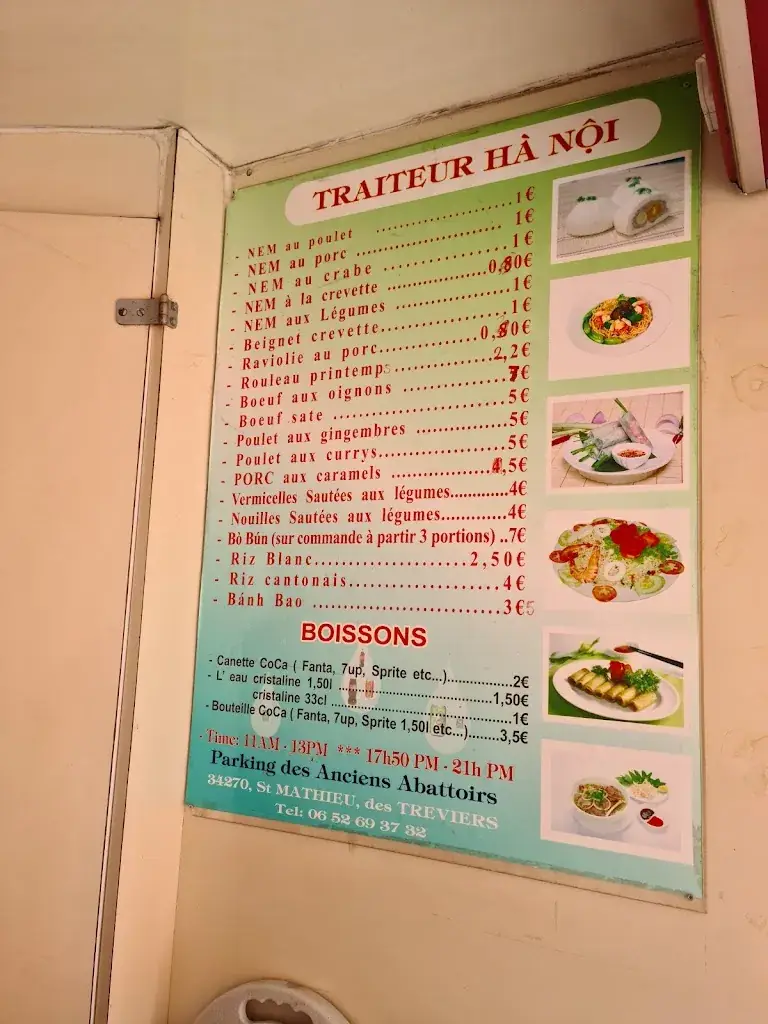 TRAITEUR HÀ NỘI
- NEM au poulet ........................1€
- NEM au porc ..........................1€
- NEM au crabe ................1€
- NEM à la crevette ..................0,80€
- NEM aux Légumes ..................1€
- Beignet crevette....................1€
- Raviolie au porc................0,80€
- Rouleau printemps ................2,2€
- Boeuf aux oignons .................7€
- Boeuf sate ..........................5€
- Poulet aux gingembres ...............5€
- Poulet aux currys....................5€
- PORC aux caramels ................,5€
- Vermicelles Sautées aux légumes.............4€
- Nouilles Sautées aux légumes.............4€
- Bò Bún (sur commande à partir 3 portions) ..7€
- Riz Blanc....................2,50€
- Riz cantonais....................4€
- Bánh Bao .........................3€5
BOISSONS
- Canette CoCa ( Fanta, 7up, Sprite etc...)................2€
- L' eau cristaline 1,50l .......................................1,50€
cristaline 33cl .............................................1€
- Bouteille CoCa ( Fanta, 7up, Sprite 1,50l etc...)........3,5€
- Time: 11AM - 13PM *** 17h50 PM - 21h PM
Parking des Anciens Abattoirs
34270, St MATHIEU, des TREVIERS
Tel: 06 52 69 37 32